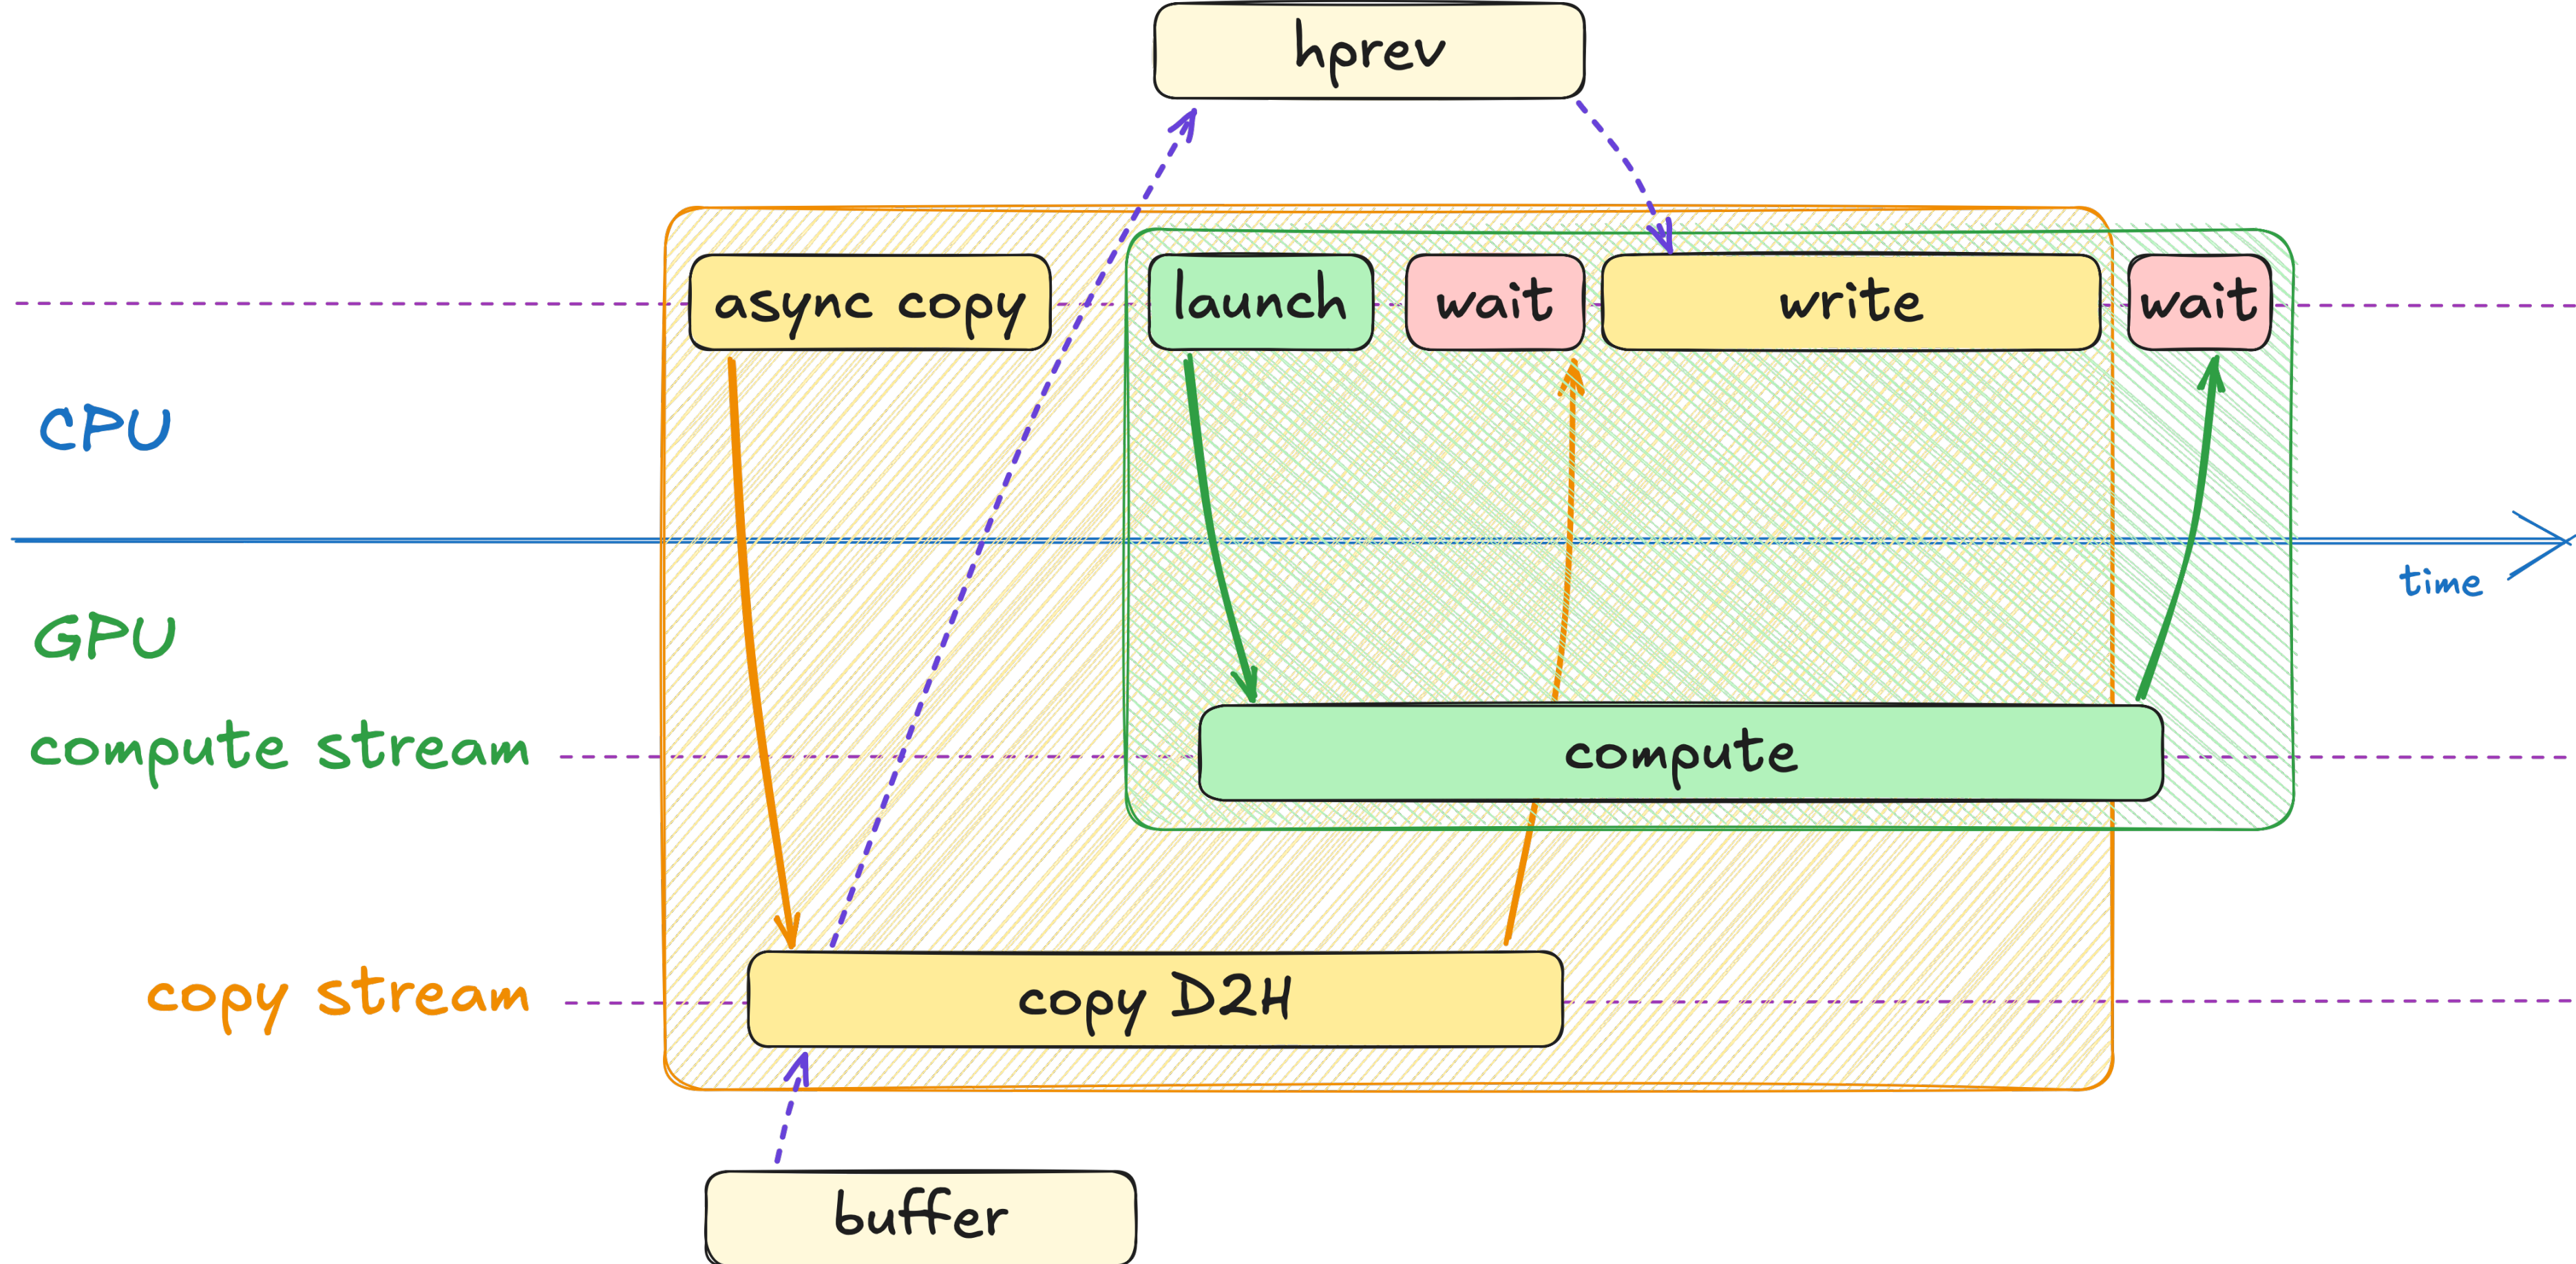 hprev
async copy
launch
wait
write
wait
CPU
time
GPU
compute stream
compute
copy stream
copy D2H
buffer